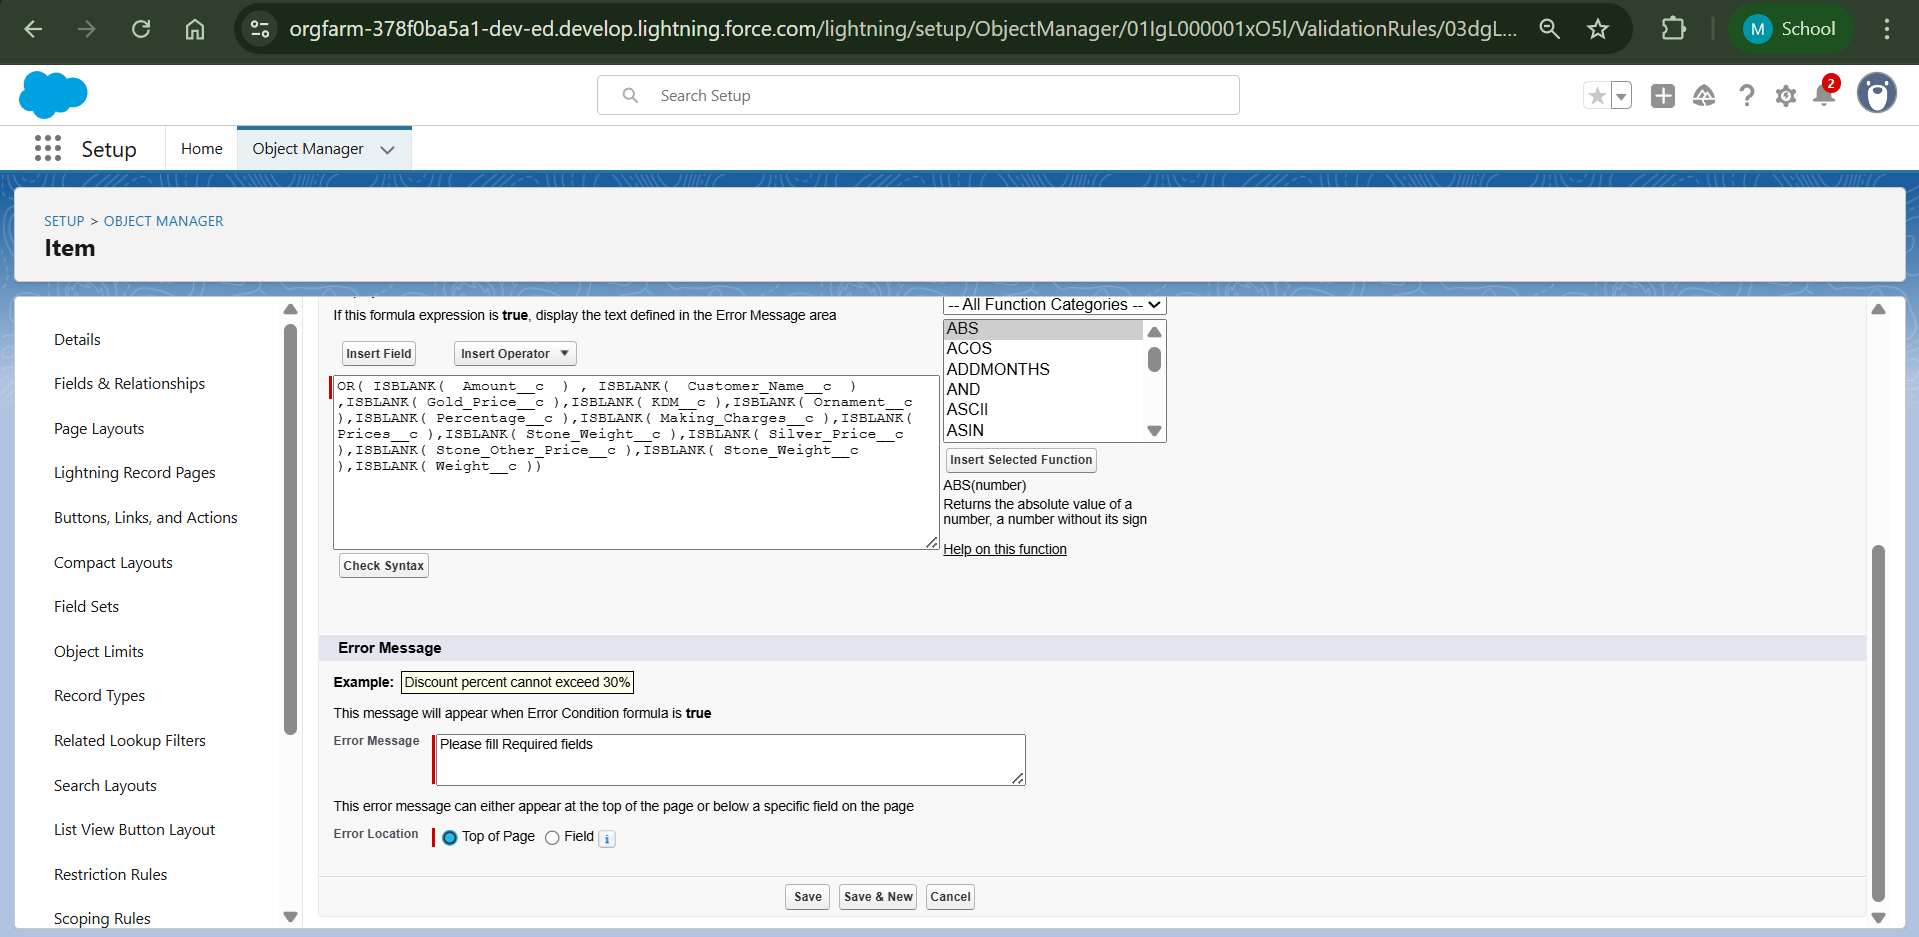 orgfarm-378f0ba5a1-dev-ed.develop.lightning.force.com/lightning/setup/ObjectManager/01IgL000001xO5l/ValidationRules/03dgL...
M School
Search Setup
2
Setup
Home
Object Manager
SETUP > OBJECT MANAGER
Item
Details
Fields & Relationships
Page Layouts
Lightning Record Pages
Buttons, Links, and Actions
Compact Layouts
Field Sets
Object Limits
Record Types
Related Lookup Filters
Search Layouts
List View Button Layout
Restriction Rules
Scoping Rules
If this formula expression is true, display the text defined in the Error Message area
Insert Field
Insert Operator
OR( ISBLANK(  Amount__c  ) , ISBLANK(  Customer_Name__c  )
,ISBLANK( Gold_Price__c ),ISBLANK( KDM__c ),ISBLANK( Ornament__c
),ISBLANK( Percentage__c ),ISBLANK( Making_Charges__c ),ISBLANK(
Prices__c ),ISBLANK( Stone_Weight__c ),ISBLANK( Silver_Price__c
),ISBLANK( Stone_Other_Price__c ),ISBLANK( Stone_Weight__c
),ISBLANK( Weight__c ))
Check Syntax
-- All Function Categories --
ABS
ACOS
ADDMONTHS
AND
ASCII
ASIN
Insert Selected Function
ABS(number)
Returns the absolute value of a
number, a number without its sign
Help on this function
Error Message
Example: Discount percent cannot exceed 30%
This message will appear when Error Condition formula is true
Error Message
Please fill Required fields
This error message can either appear at the top of the page or below a specific field on the page
Error Location
Top of Page
Field
i
Save
Save & New
Cancel